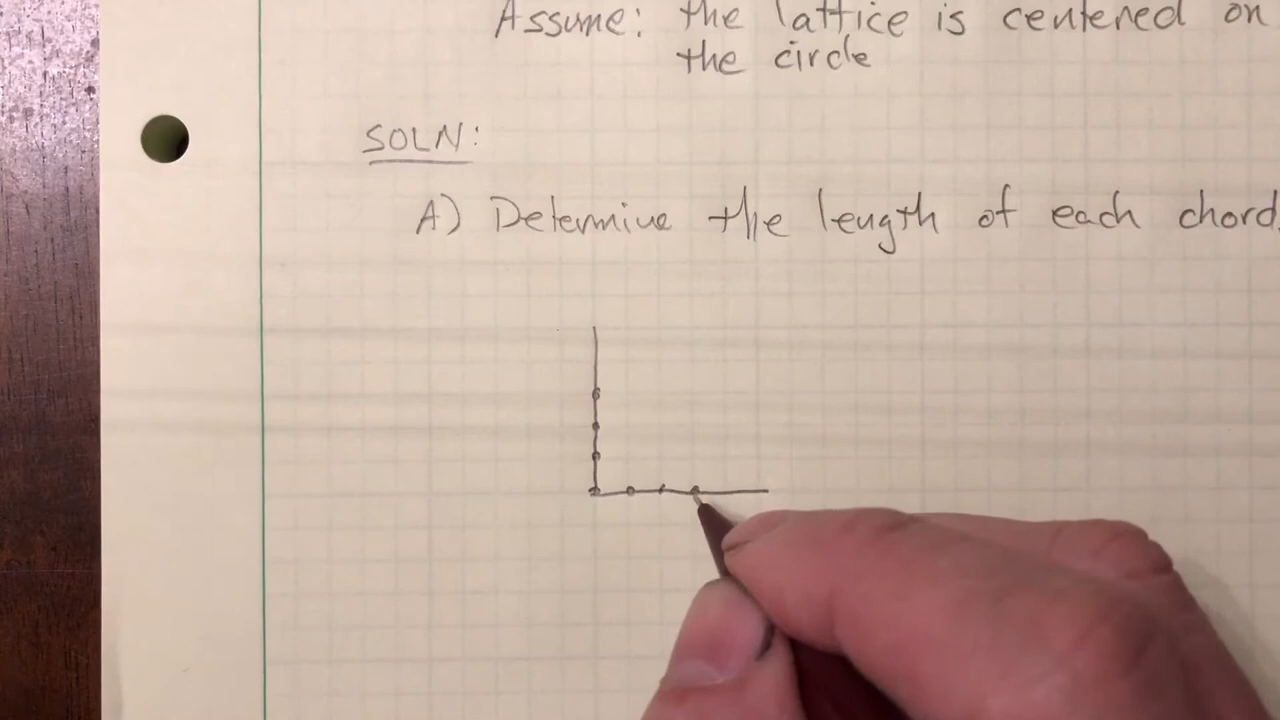 Assume: the lattice is centered on
the circle
SOLN:
A) Determine the length of each chord.